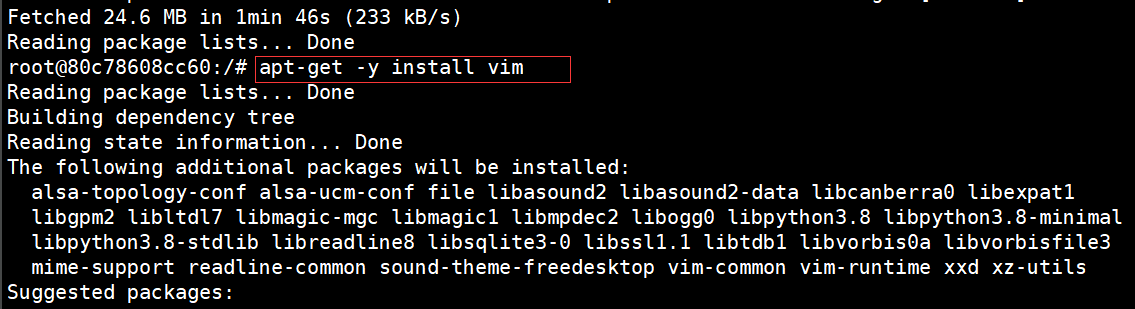 Fetched 24.6 MB in 1min 46s (233 kB/s)
Reading package lists... Done
root@80c78608cc60:/# apt-get -y install vim
Reading package lists... Done
Building dependency tree
Reading state information... Done
The following additional packages will be installed:
  alsa-topology-conf alsa-ucm-conf file libasound2 libasound2-data libcanberra0 libexpat1
  libgpm2 libltdl7 libmagic-mgc libmagic1 libmpdec2 libogg0 libpython3.8 libpython3.8-minimal
  libpython3.8-stdlib libreadline8 libsqlite3-0 libssl1.1 libtdb1 libvorbis0a libvorbisfile3
  mime-support readline-common sound-theme-freedesktop vim-common vim-runtime xxd xz-utils
Suggested packages: